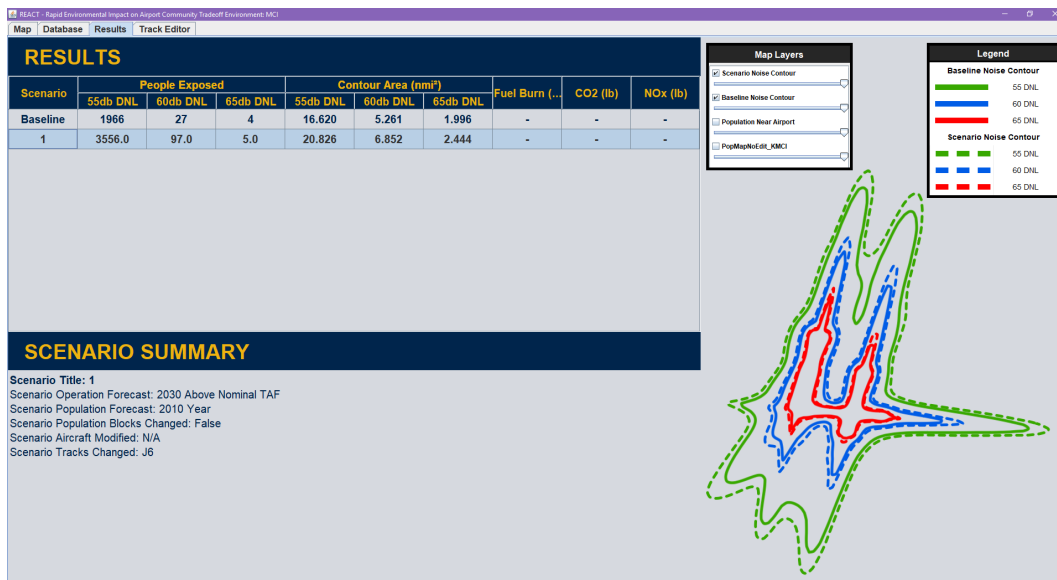 REACT - Rapid Environmental Impact on Airport Community Tradeoff Environment: MCI
Map Database Results Track Editor
RESULTS
Scenario People Exposed Contour Area (nmi²) Fuel Burn (... CO2 (lb) NOx (lb)
55db DNL 60db DNL 65db DNL 55db DNL 60db DNL 65db DNL
Baseline 1966 27 4 16.620 5.261 1.996 - - -
1 3556.0 97.0 5.0 20.826 6.852 2.444 - - -
Map Layers
Scenario Noise Contour
Baseline Noise Contour
Population Near Airport
PopMapNoEdit_KMCI
Legend
Baseline Noise Contour
55 DNL
60 DNL
65 DNL
Scenario Noise Contour
55 DNL
60 DNL
65 DNL
SCENARIO SUMMARY
Scenario Title: 1
Scenario Operation Forecast: 2030 Above Nominal TAF
Scenario Population Forecast: 2010 Year
Scenario Population Blocks Changed: False
Scenario Aircraft Modified: N/A
Scenario Tracks Changed: J6